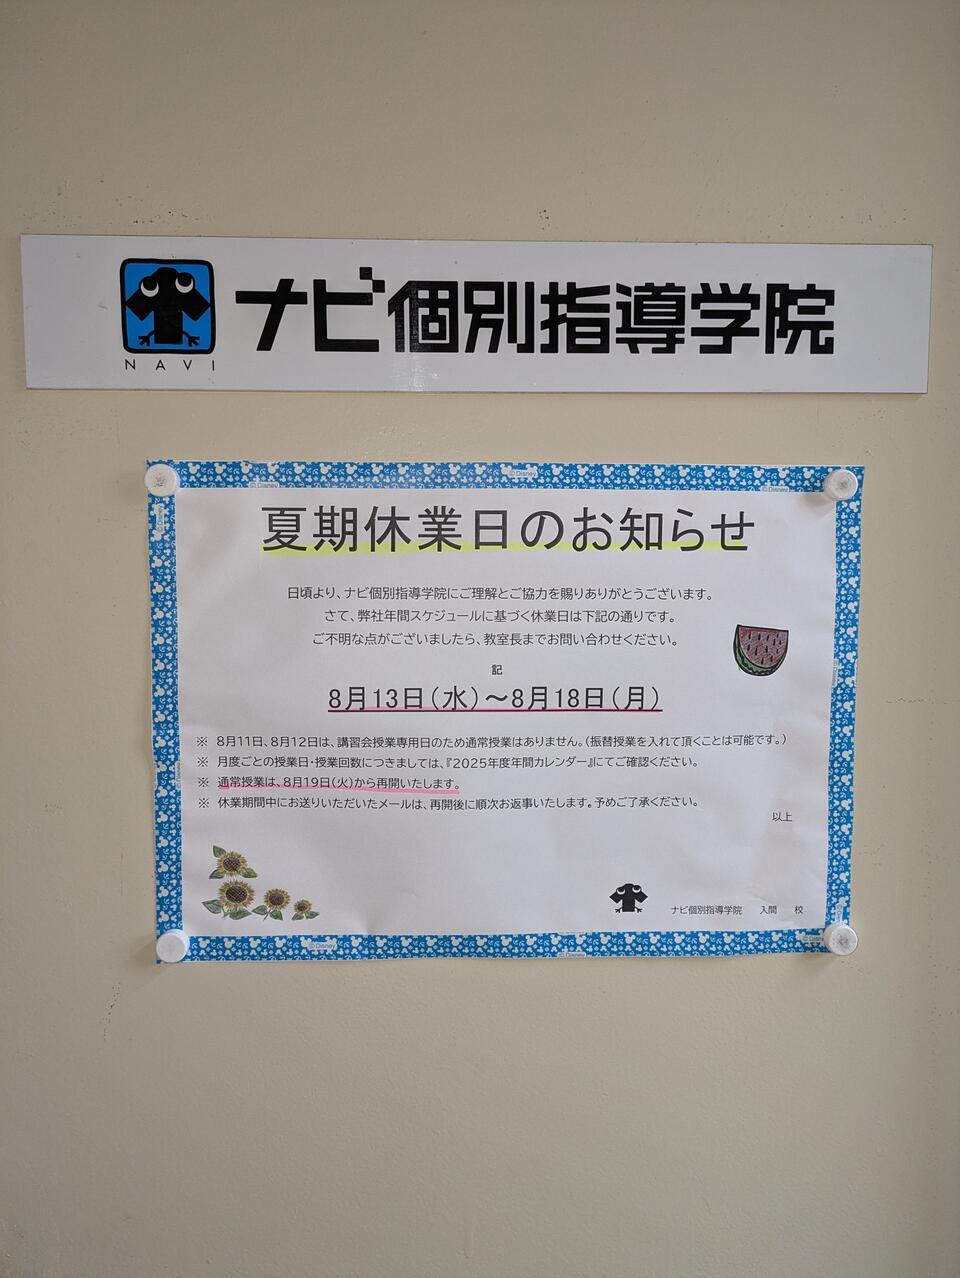 NAVI
ナビ個別指導学院
夏期休業日のお知らせ
日頃より、ナビ個別指導学院にご理解とご協力を賜りありがとうございます。
さて、弊社年間スケジュールに基づく休業日は下記の通りです。
ご不明な点がございましたら、教室長までお問い合わせください。
記
8月13日(水)~8月18日(月)
※ 8月11日、8月12日は、講習会授業専用日のため通常授業はありません。(振替授業を入れて頂くことは可能です。)
※ 月度ごとの授業日・授業回数につきましては、『2025年度年間カレンダー』にてご確認ください。
※ 通常授業は、8月19日(火)から再開いたします。
※ 休業期間中にお送りいただいたメールは、再開後に順次お返事いたします。予めご了承ください。
以上
ナビ個別指導学院 入間 校
©Disney
©Disney
©Disney
©Disney
©Disney